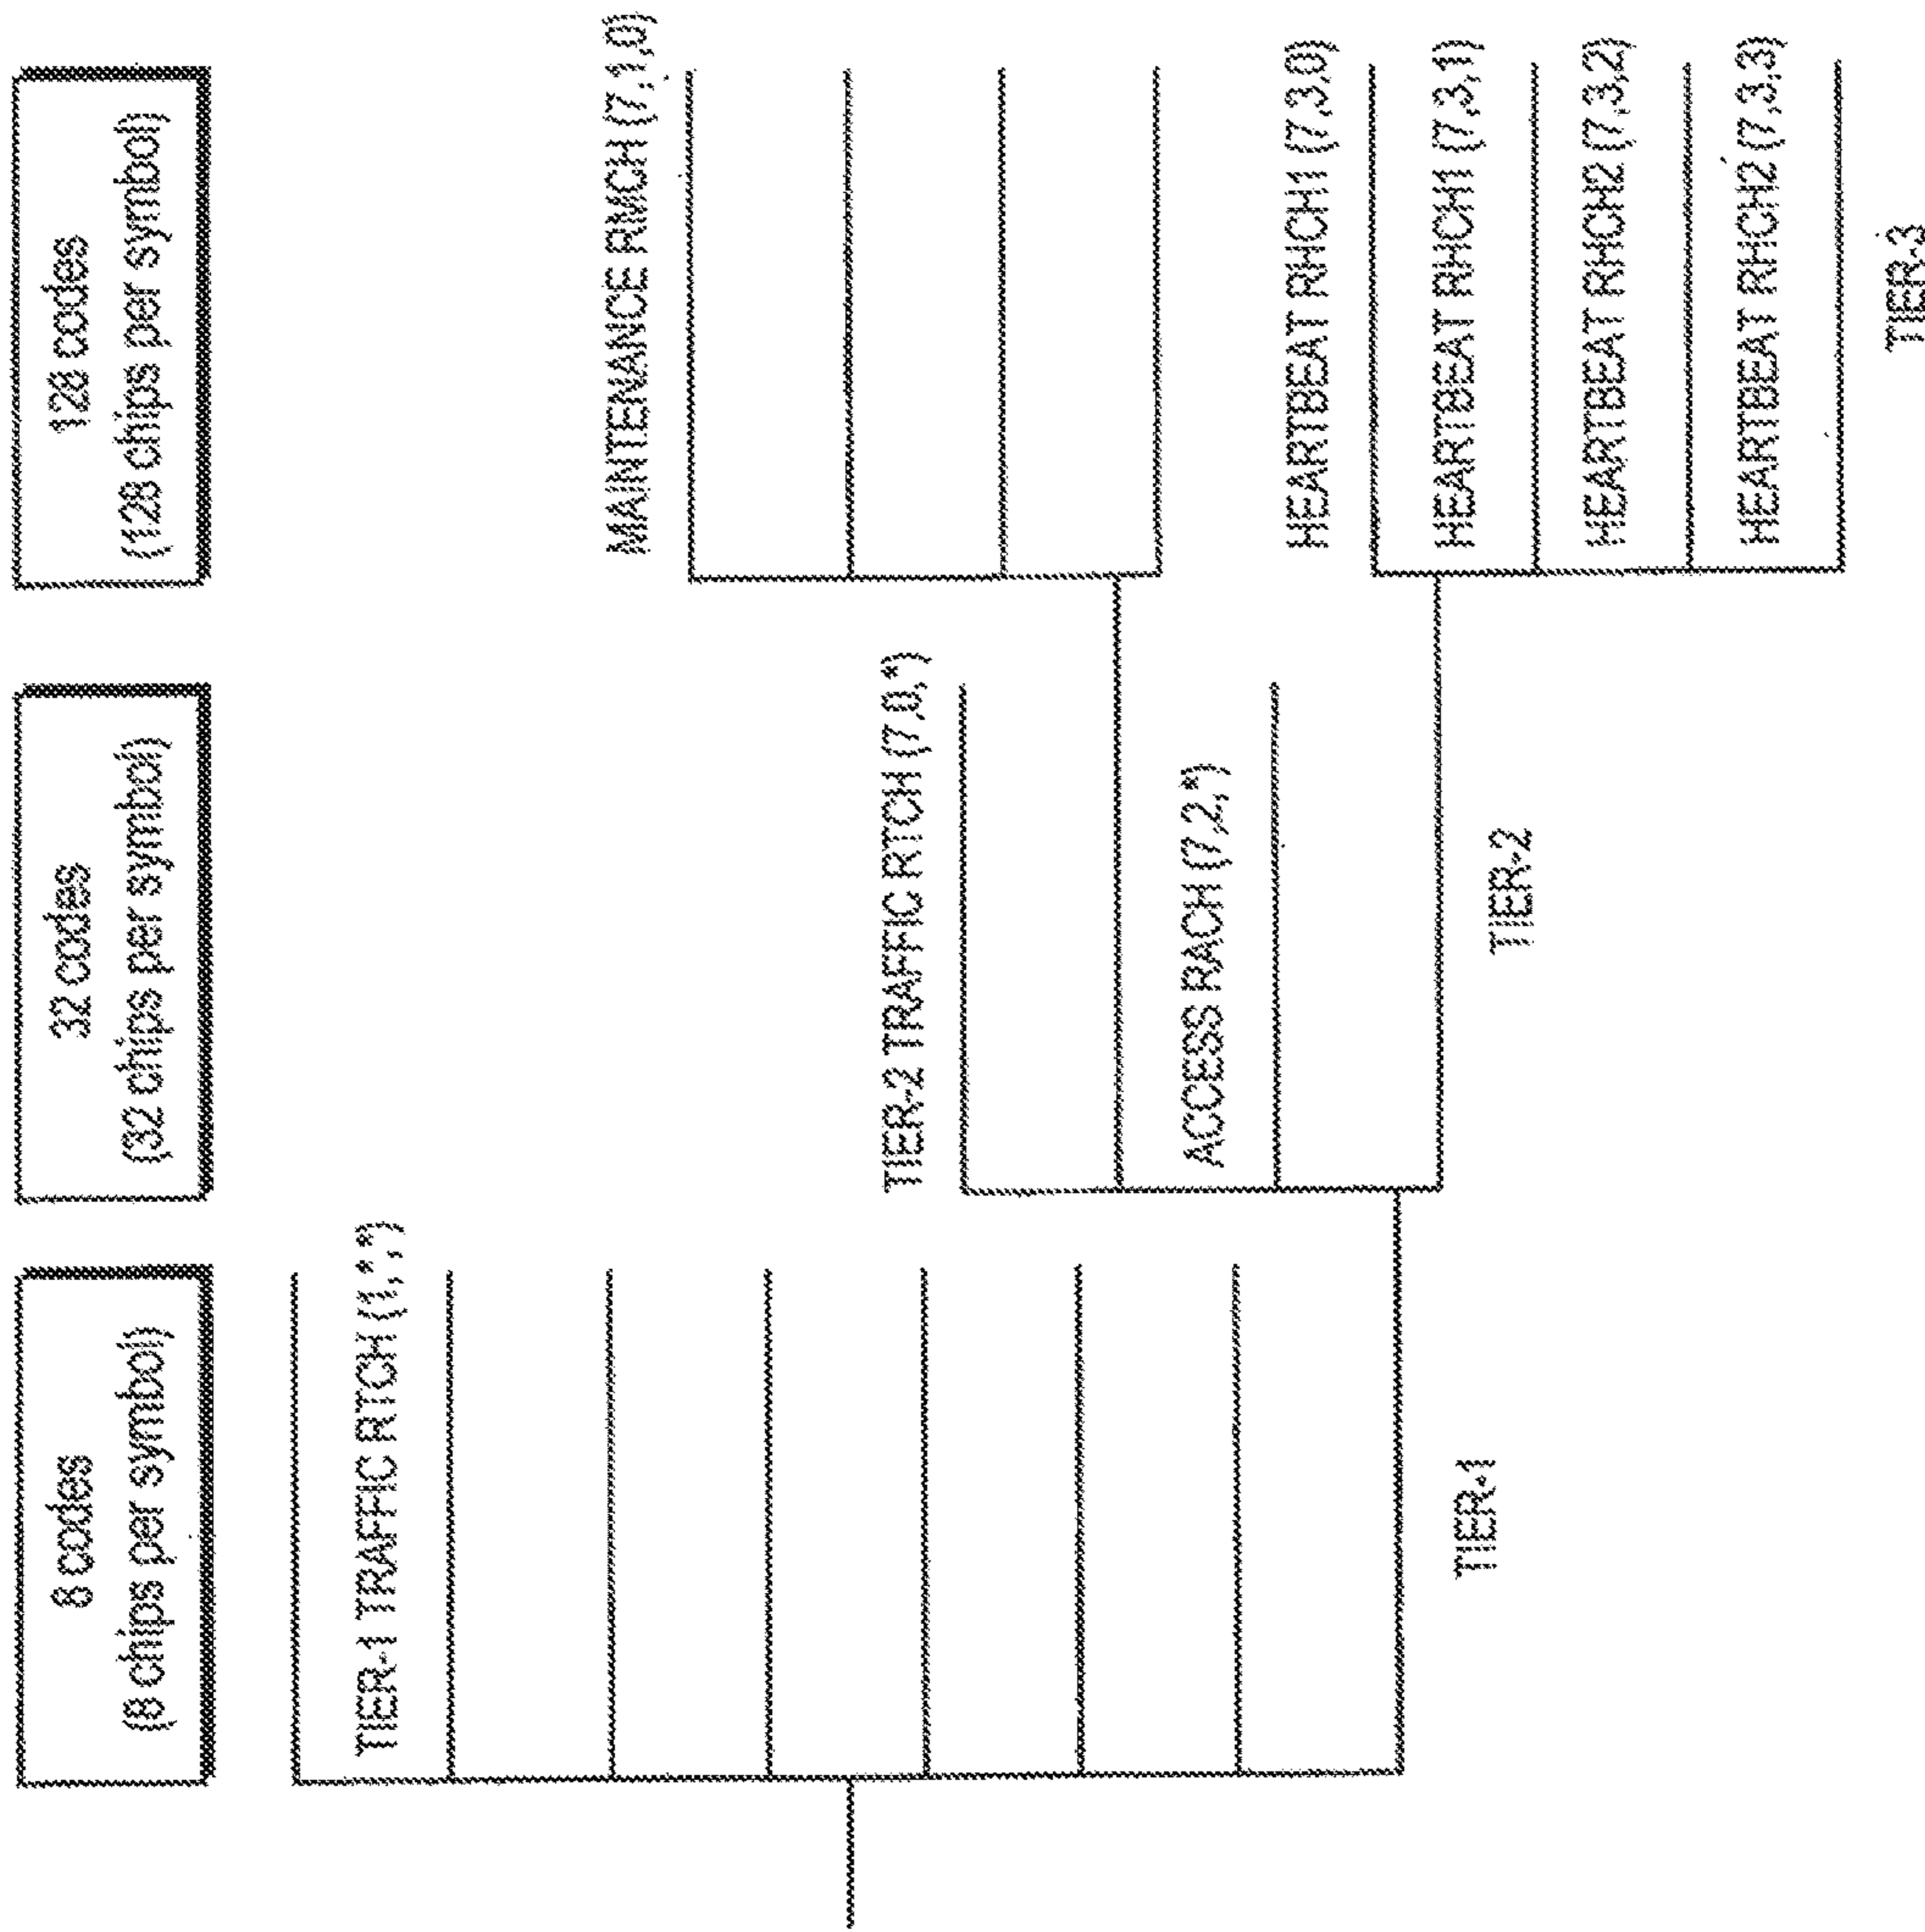 8 codes
(8 chips per symbol)
32 codes
(32 chips per symbol)
128 codes
(128 chips per symbol)
TIER-1 TRAFFIC RTCH (1,*,*)
MAINTENANCE RMCH (7,1,0)
TIER-2 TRAFFIC RTCH (7,0,*)
ACCESS RACH (7,2,*)
HEARTBEAT RHCH1 (7,3,0)
HEARTBEAT RHCH1 (7,3,1)
HEARTBEAT RHCH2 (7,3,2)
HEARTBEAT RHCH2 (7,3,3)
TIER-1
TIER-2
TIER-3